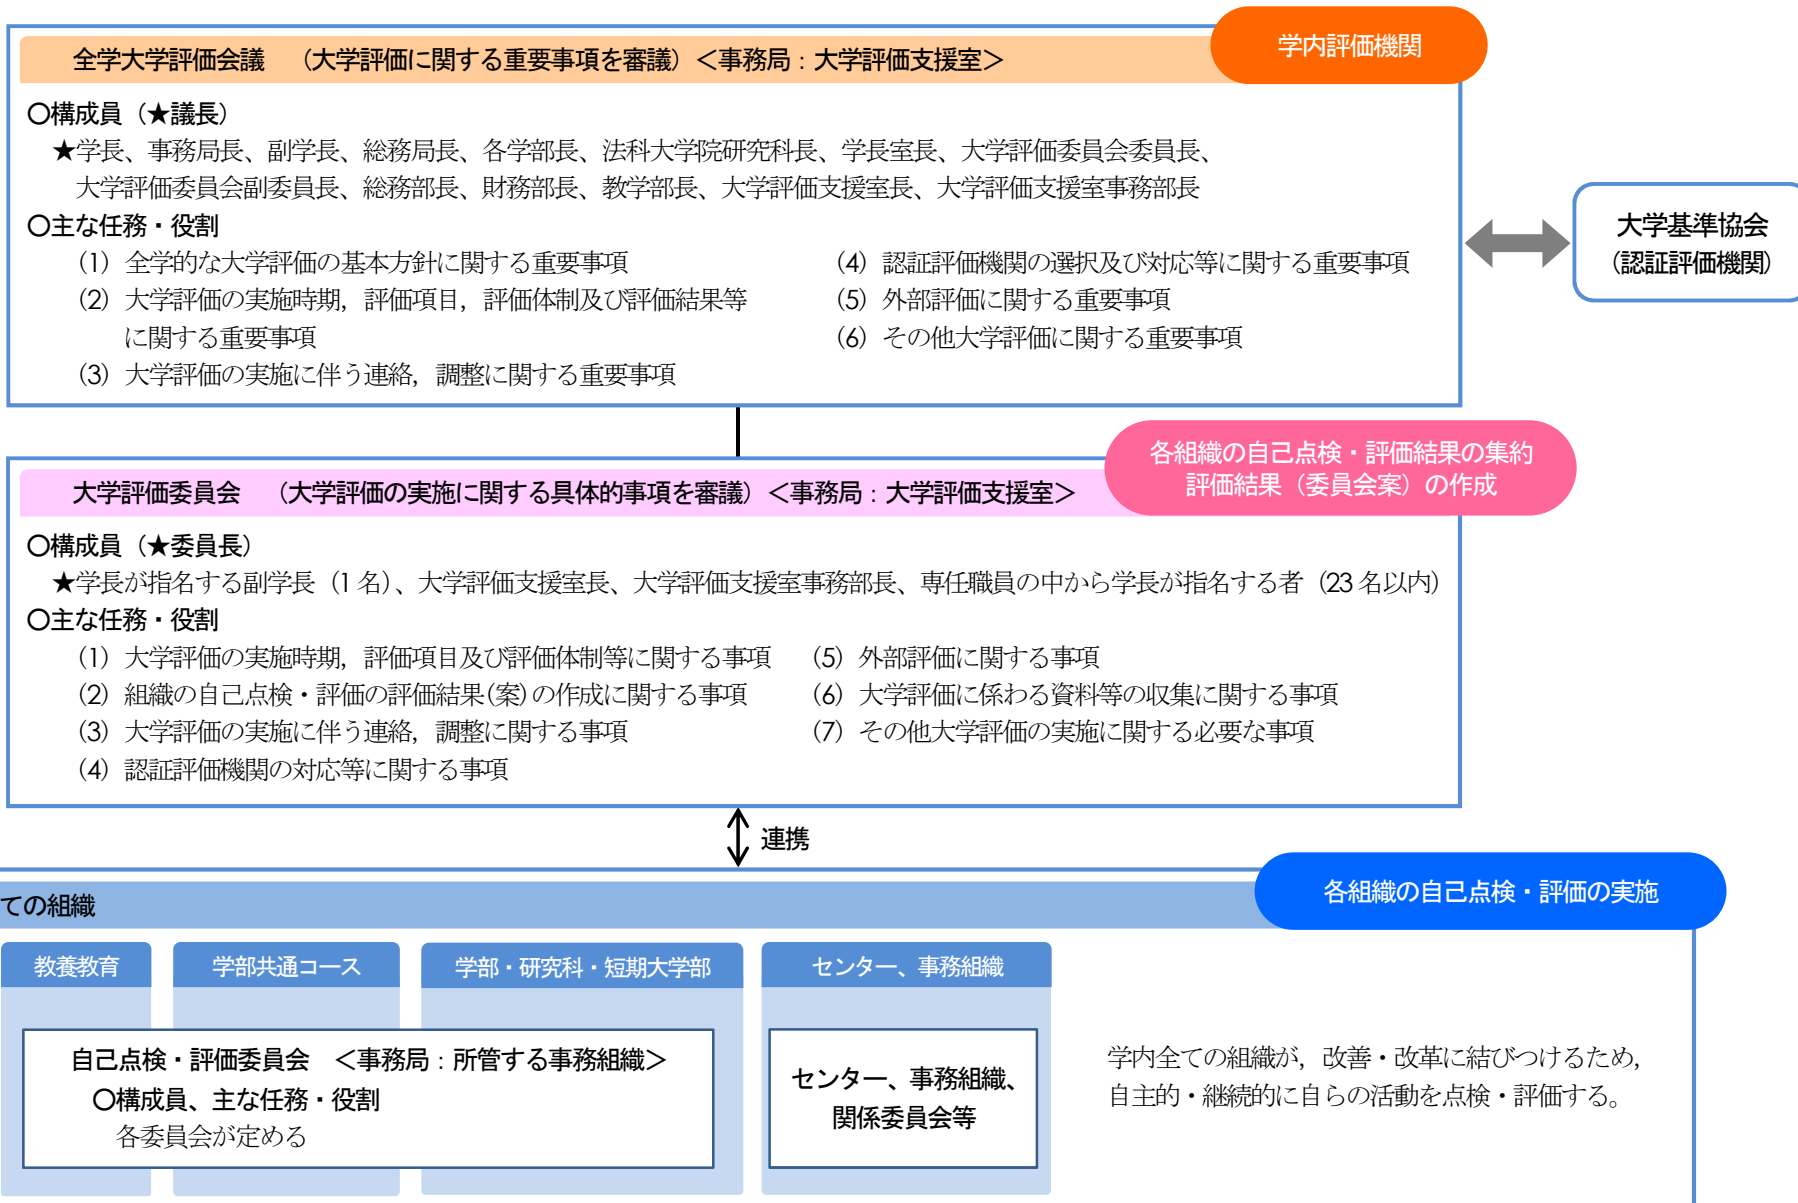 学内評価機関
全学大学評価会議　（大学評価に関する重要事項を審議）＜事務局：大学評価支援室＞
○構成員（★議長）
★学長、事務局長、副学長、総務局長、各学部長、法科大学院研究科長、学長室長、大学評価委員会委員長、
大学評価委員会副委員長、総務部長、財務部長、教学部長、大学評価支援室長、大学評価支援室事務部長
○主な任務・役割
（1）全学的な大学評価の基本方針に関する重要事項
（2）大学評価の実施時期，評価項目，評価体制及び評価結果等
に関する重要事項
（3）大学評価の実施に伴う連絡，調整に関する重要事項
（4）認証評価機関の選択及び対応等に関する重要事項
（5）外部評価に関する重要事項
（6）その他大学評価に関する重要事項
大学基準協会
（認証評価機関）
各組織の自己点検・評価結果の集約
評価結果（委員会案）の作成
大学評価委員会　（大学評価の実施に関する具体的事項を審議）＜事務局：大学評価支援室＞
○構成員（★委員長）
★学長が指名する副学長（1名）、大学評価支援室長、大学評価支援室事務部長、専任職員の中から学長が指名する者（23名以内）
○主な任務・役割
（1）大学評価の実施時期，評価項目及び評価体制等に関する事項
（2）組織の自己点検・評価の評価結果（案）の作成に関する事項
（3）大学評価の実施に伴う連絡，調整に関する事項
（4）認証評価機関の対応等に関する事項
（5）外部評価に関する事項
（6）大学評価に係わる資料等の収集に関する事項
（7）その他大学評価の実施に関する必要な事項
連携
各組織の自己点検・評価の実施
ての組織
教養教育
学部共通コース
学部・研究科・短期大学部
センター、事務組織
自己点検・評価委員会　＜事務局：所管する事務組織＞
○構成員、主な任務・役割
各委員会が定める
センター、事務組織、
関係委員会等
学内全ての組織が，改善・改革に結びつけるため，
自主的・継続的に自らの活動を点検・評価する。